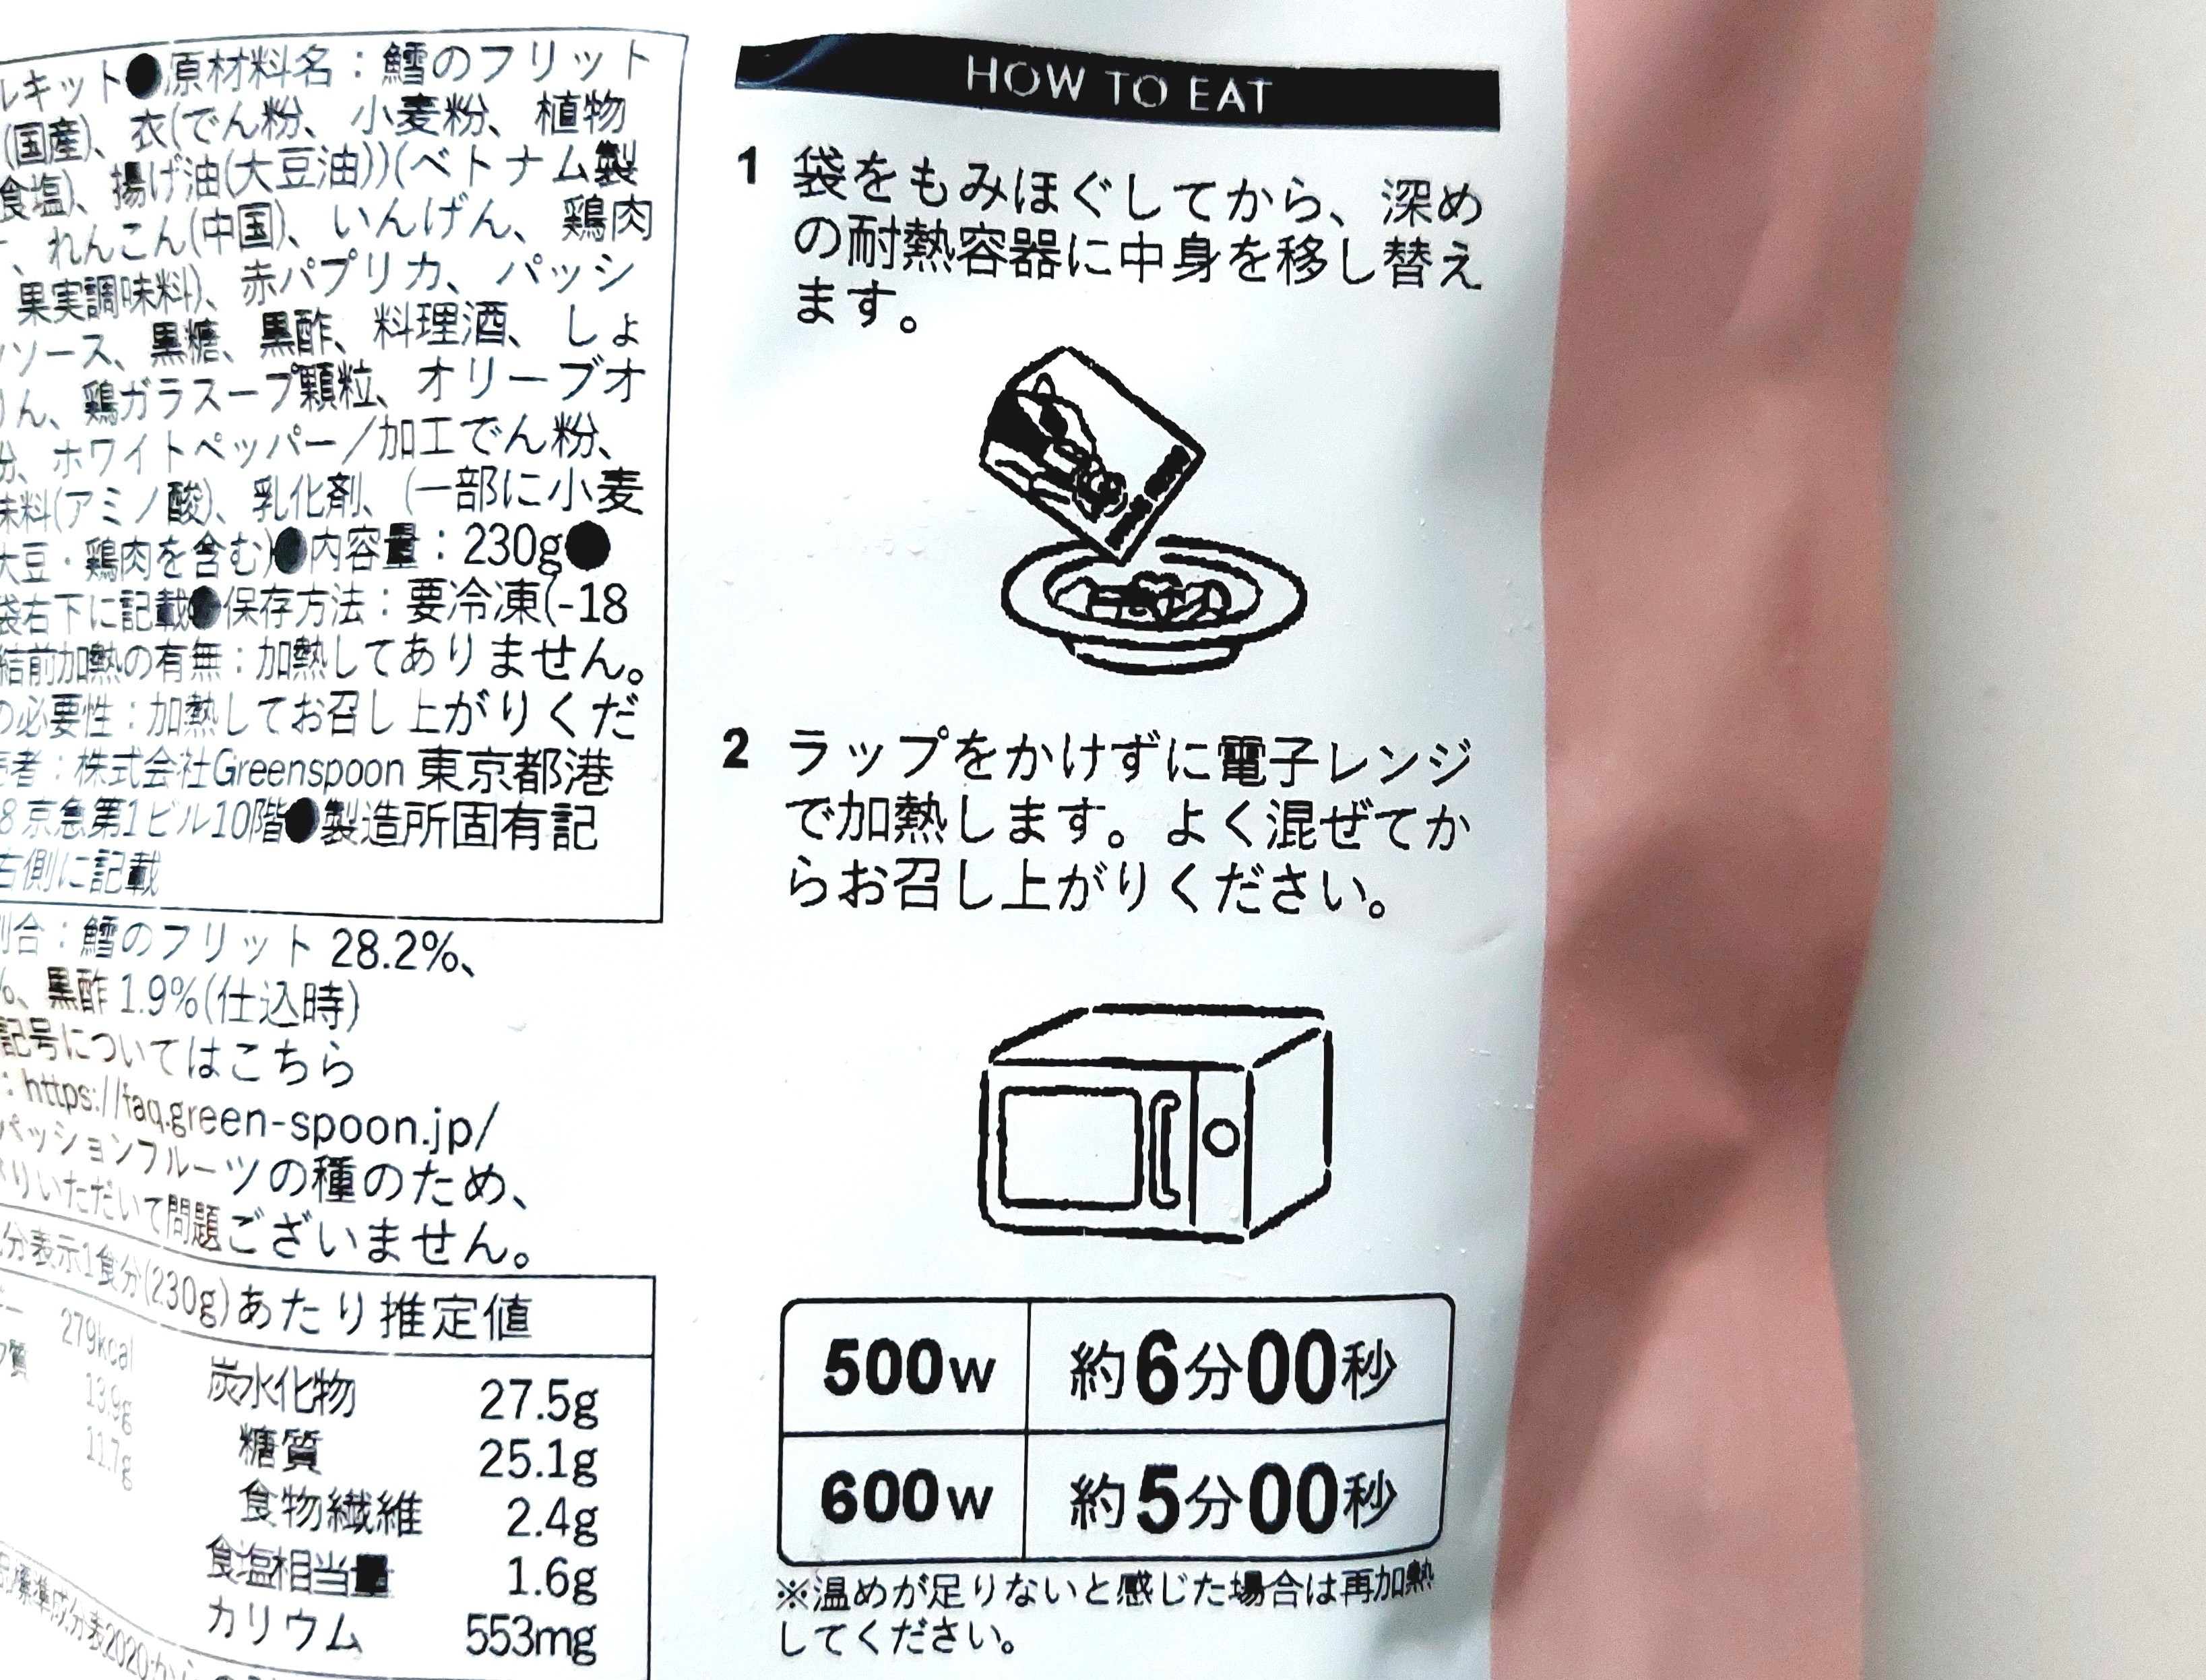 ルキット●原材料名：鱈のフリット
(国産)、衣(でん粉、小麦粉、植物
食塩)、揚げ油(大豆油))(ベトナム製
、れんこん(中国)、いんげん、鶏肉
果実調味料)、赤パプリカ、パッシ
ソース、黒糖、黒酢、料理酒、しょ
りん、鶏ガラスープ顆粒、オリーブオ
粉、ホワイトペッパー／加工でん粉、
味料(アミノ酸)、乳化剤、(一部に小麦
大豆・鶏肉を含む)●内容量：230g●
袋右下に記載●保存方法：要冷凍(-18
結前加熱の有無：加熱してありません。
の必要性：加熱してお召し上がりくだ
者：株式会社Greenspoon 東京都港
8 京急第1ビル10階●製造所固有記
右側に記載
割合：鱈のフリット 28.2%、
%、黒酢 1.9%(仕込時)
記号についてはこちら
：https://faq.green-spoon.jp/
パッションフルーツの種のため、
いただいて問題ございません。
分表示1食分(230g)あたり推定値
279kcal
質 13.9g
11.7g
炭水化物 27.5g
糖質 25.1g
食物繊維 2.4g
食塩相当量 1.6g
カリウム 553mg
標準成分表2020
HOW TO EAT
1 袋をもみほぐしてから、深め
の耐熱容器に中身を移し替え
ます。
2 ラップをかけずに電子レンジ
で加熱します。よく混ぜてか
らお召し上がりください。
500w 約6分00秒
600w 約5分00秒
※温めが足りないと感じた場合は再加熱
してください。